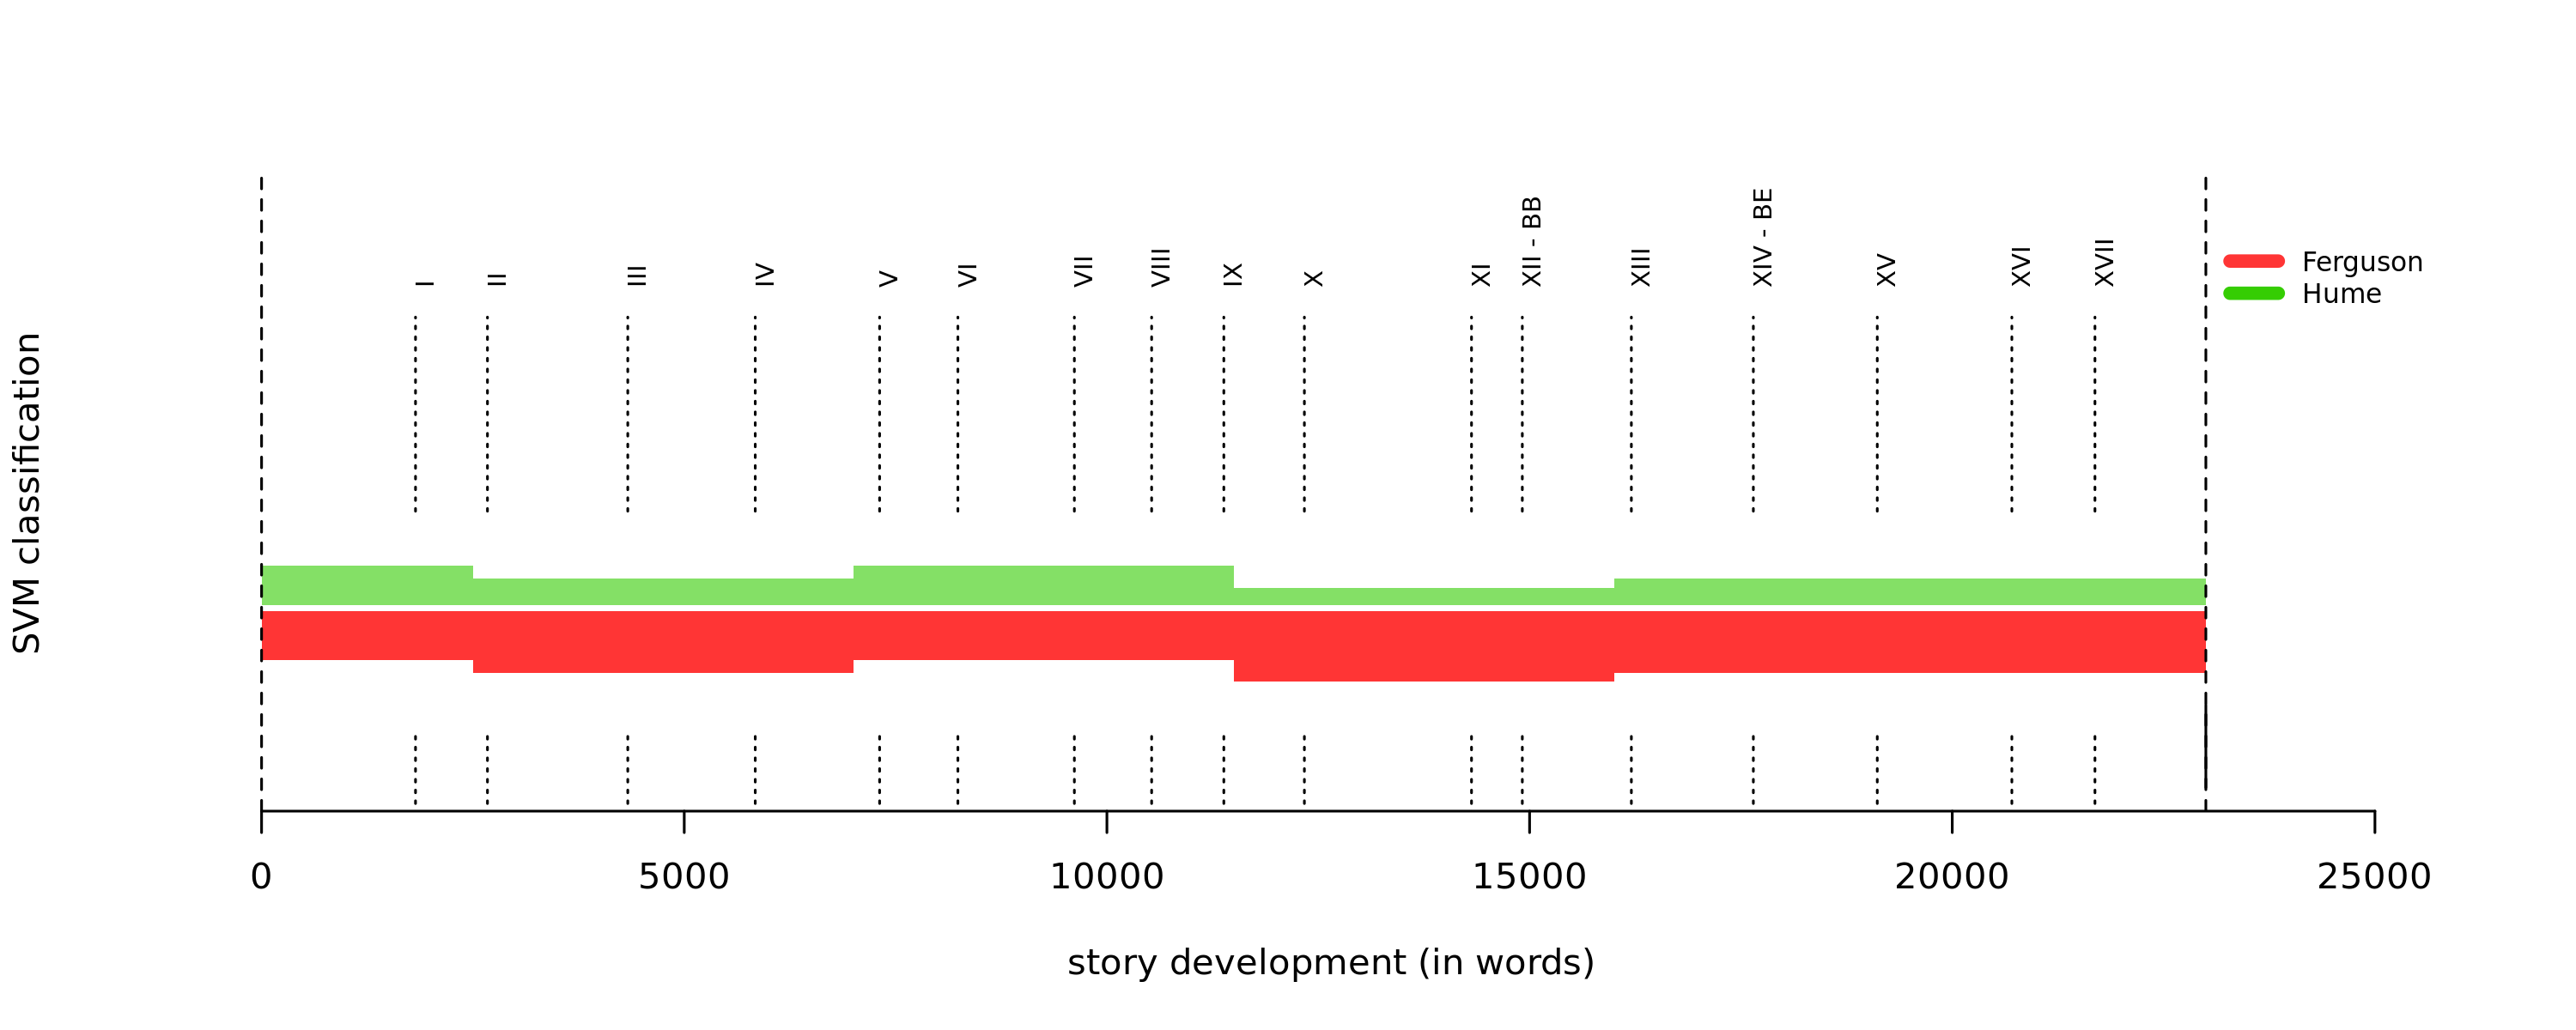 I
II
III
IV
V
VI
VII
VIII
IX
X
XI
XII - BB
XIII
XIV - BE
XV
XVI
XVII
Ferguson
Hume
SVM classification
0
5000
10000
15000
20000
25000
story development (in words)